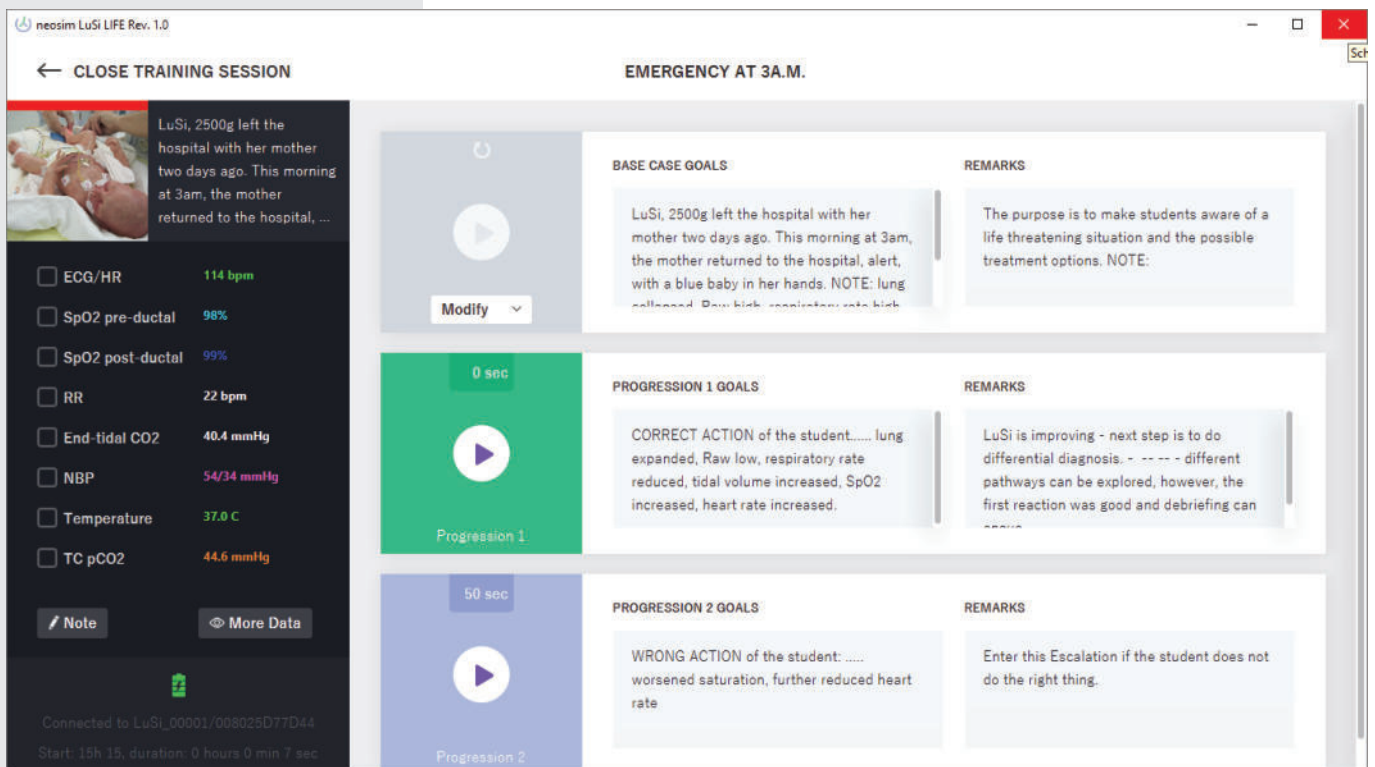 neosim LuSi LIFE Rev. 1.0
Sch
← CLOSE TRAINING SESSION
EMERGENCY AT 3A.M.
LuSi, 2500g left the
hospital with her mother
two days ago. This morning
at 3am, the mother
returned to the hospital, ...
ECG/HR 114 bpm
SpO2 pre-ductal 98%
SpO2 post-ductal 99%
RR 22 bpm
End-tidal CO2 40.4 mmHg
NBP 54/34 mmHg
Temperature 37.0 C
TC pCO2 44.6 mmHg
Note More Data
Connected to LuSi_00001/008025D77D44
Start: 15h 15, duration: 0 hours 0 min 7 sec
Modify
BASE CASE GOALS
LuSi, 2500g left the hospital with her
mother two days ago. This morning at 3am,
the mother returned to the hospital, alert,
with a blue baby in her hands. NOTE: lung
collapsed, Raw high, respiratory rate high
REMARKS
The purpose is to make students aware of a
life threatening situation and the possible
treatment options. NOTE:
0 sec
Progression 1
PROGRESSION 1 GOALS
CORRECT ACTION of the student...... lung
expanded, Raw low, respiratory rate
reduced, tidal volume increased, SpO2
increased, heart rate increased.
REMARKS
LuSi is improving - next step is to do
differential diagnosis. - -- -- - different
pathways can be explored, however, the
first reaction was good and debriefing can
50 sec
Progression 2
PROGRESSION 2 GOALS
WRONG ACTION of the student: .....
worsened saturation, further reduced heart
rate
REMARKS
Enter this Escalation if the student does not
do the right thing.